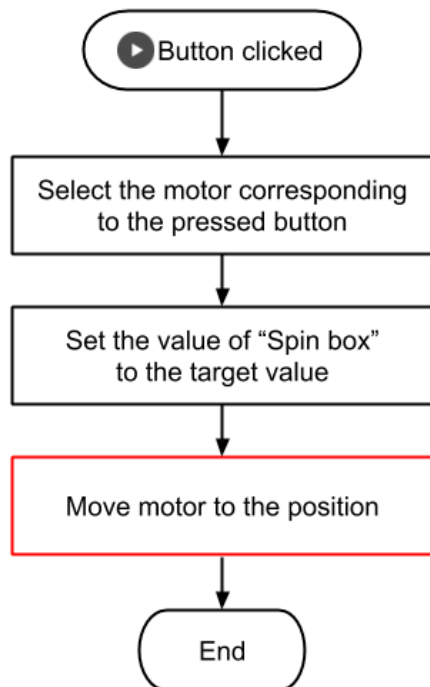 Button clicked
Select the motor corresponding
to the pressed button
Set the value of “Spin box”
to the target value
Move motor to the position
End